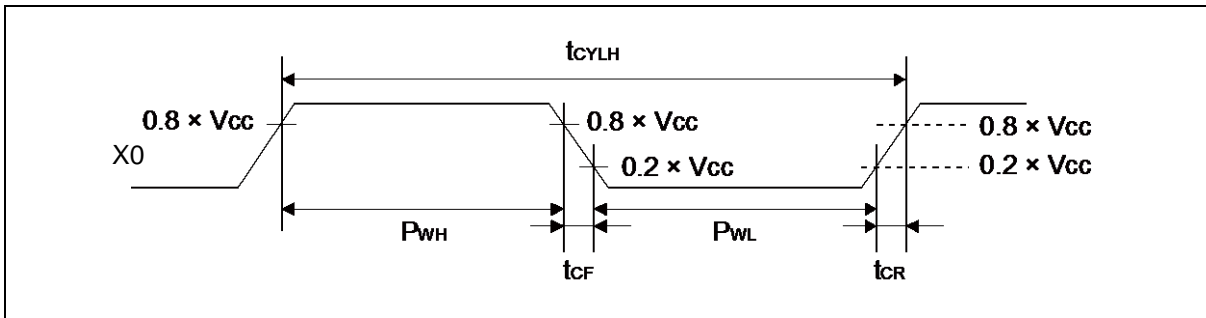 tCYLH
0.8 × VCC
0.8 × VCC
0.8 × VCC
X0
0.2 × VCC
0.2 × VCC
PWH
PWL
tCF
tCR